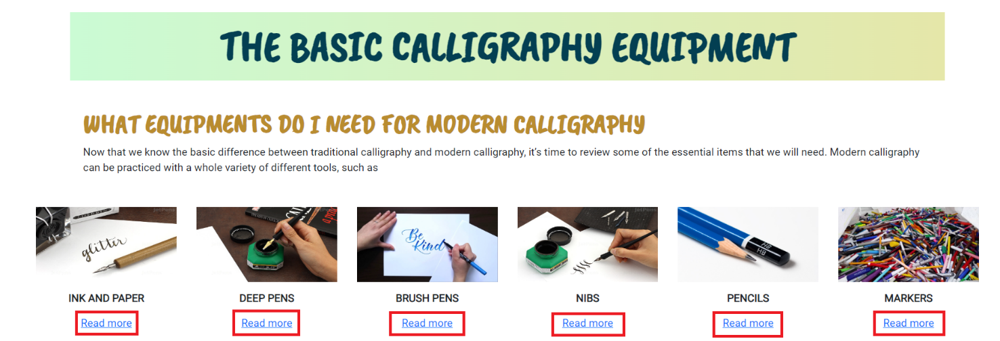 THE BASIC CALLIGRAPHY EQUIPMENT
WHAT EQUIPMENTS DO I NEED FOR MODERN CALLIGRAPHY
Now that we know the basic difference between traditional calligraphy and modern calligraphy, it's time to review some of the essential items that we will need. Modern calligraphy
can be practiced with a whole variety of different tools, such as
glitter
Be
Kind
HB
HB
INK AND PAPER
DEEP PENS
BRUSH PENS
NIBS
PENCILS
MARKERS
Read more
Read more
Read more
Read more
Read more
Read more